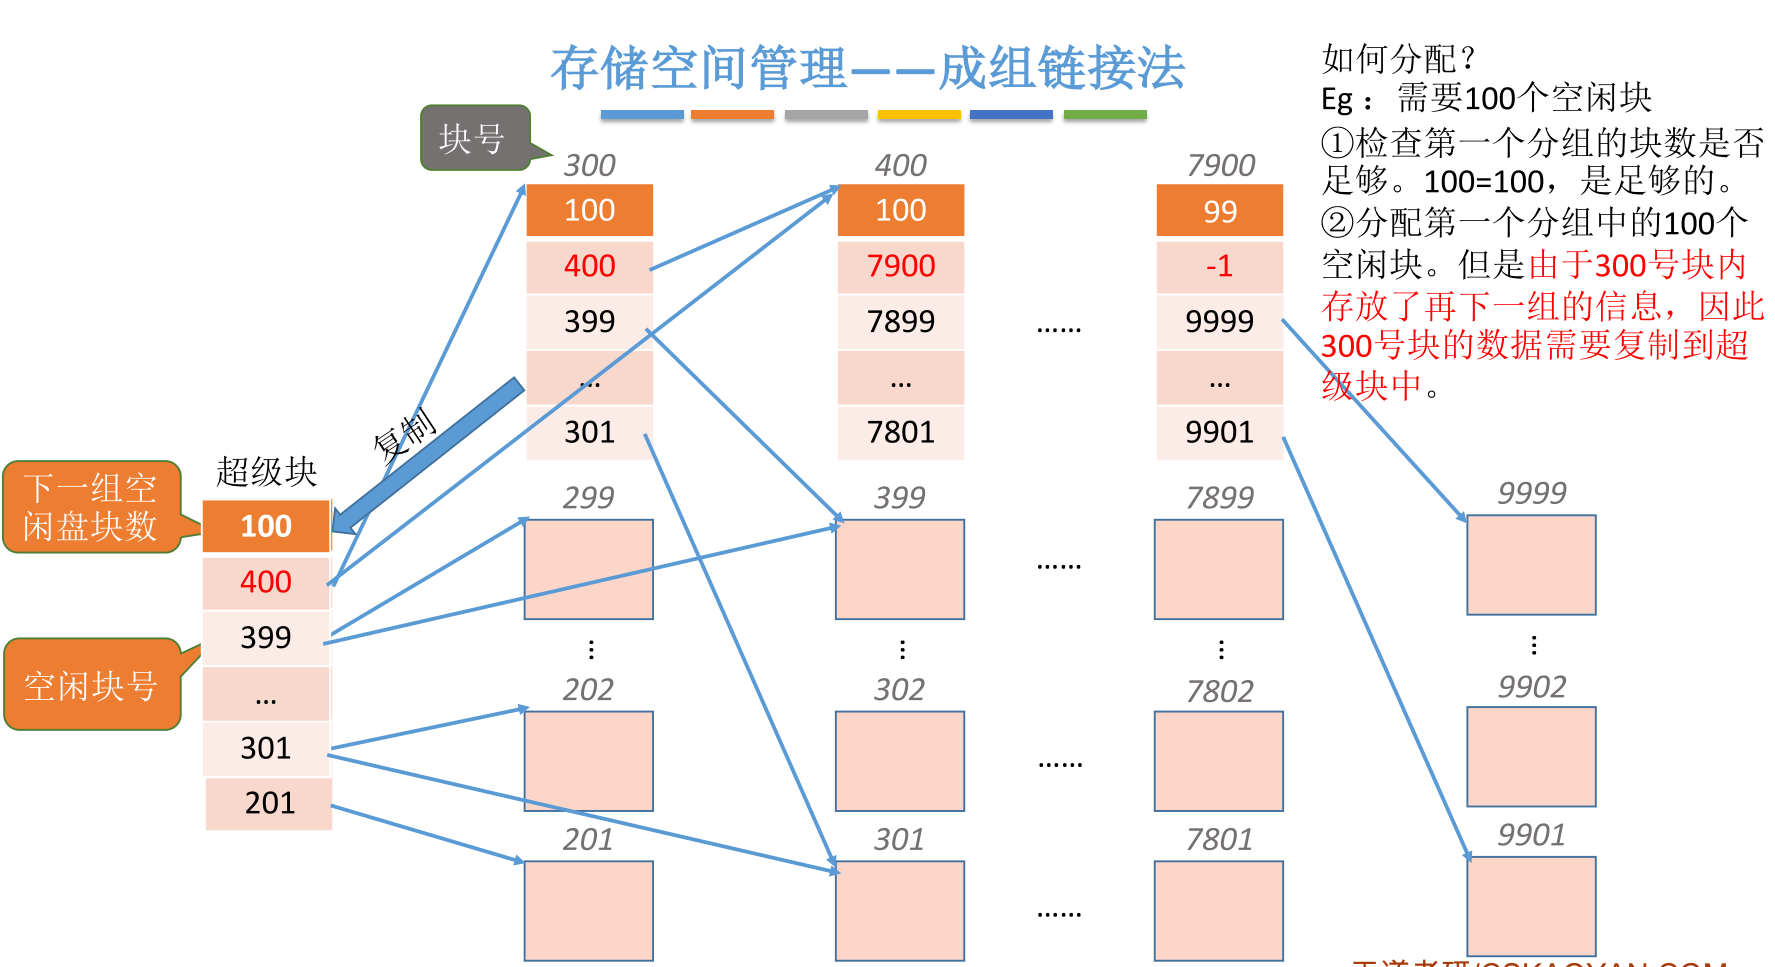 存储空间管理——成组链接法
如何分配？
Eg：需要100个空闲块
①检查第一个分组的块数是否
足够。100=100，是足够的。
②分配第一个分组中的100个
空闲块。但是由于300号块内
存放了再下一组的信息，因此
300号块的数据需要复制到超
级块中。
块号
300
100
400
399
...
301
400
100
7900
7899
...
7801
......
7900
99
-1
9999
...
9901
复制
超级块
下一组空
闲盘块数
空闲块号
100
400
399
...
301
201
299
...
202
201
399
...
302
301
......
......
......
7899
...
7802
7801
9999
...
9902
9901